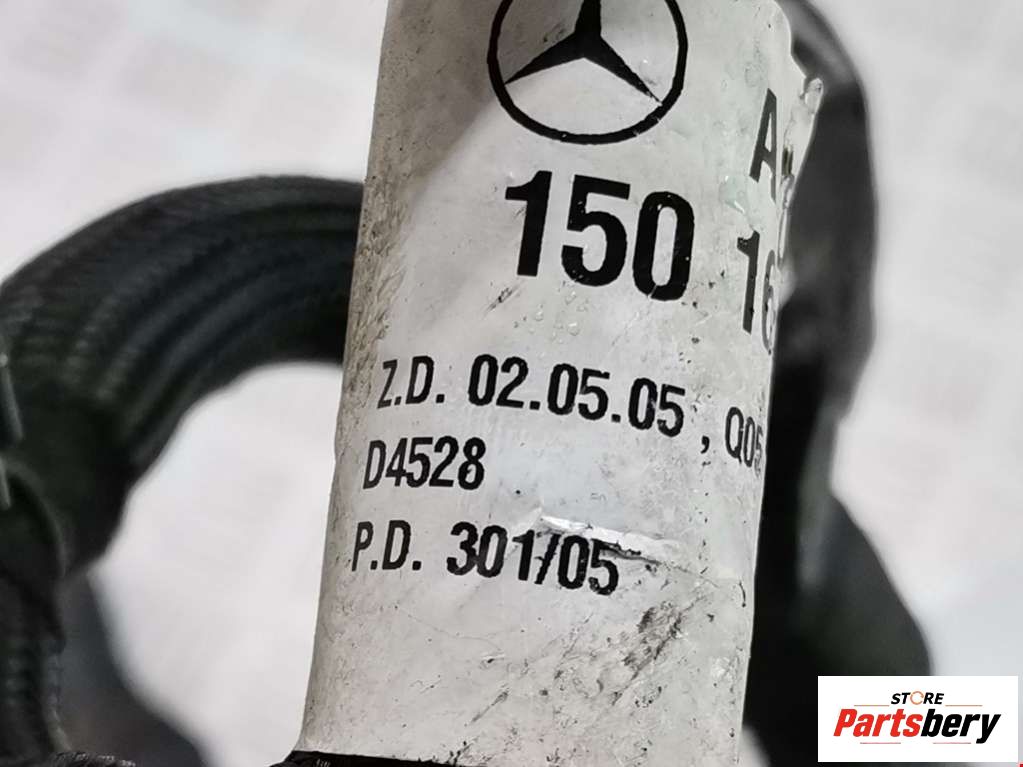 A
150
Z.D. 02.05.05 ,
D4528
P.D. 301/05
STORE
Partsbery